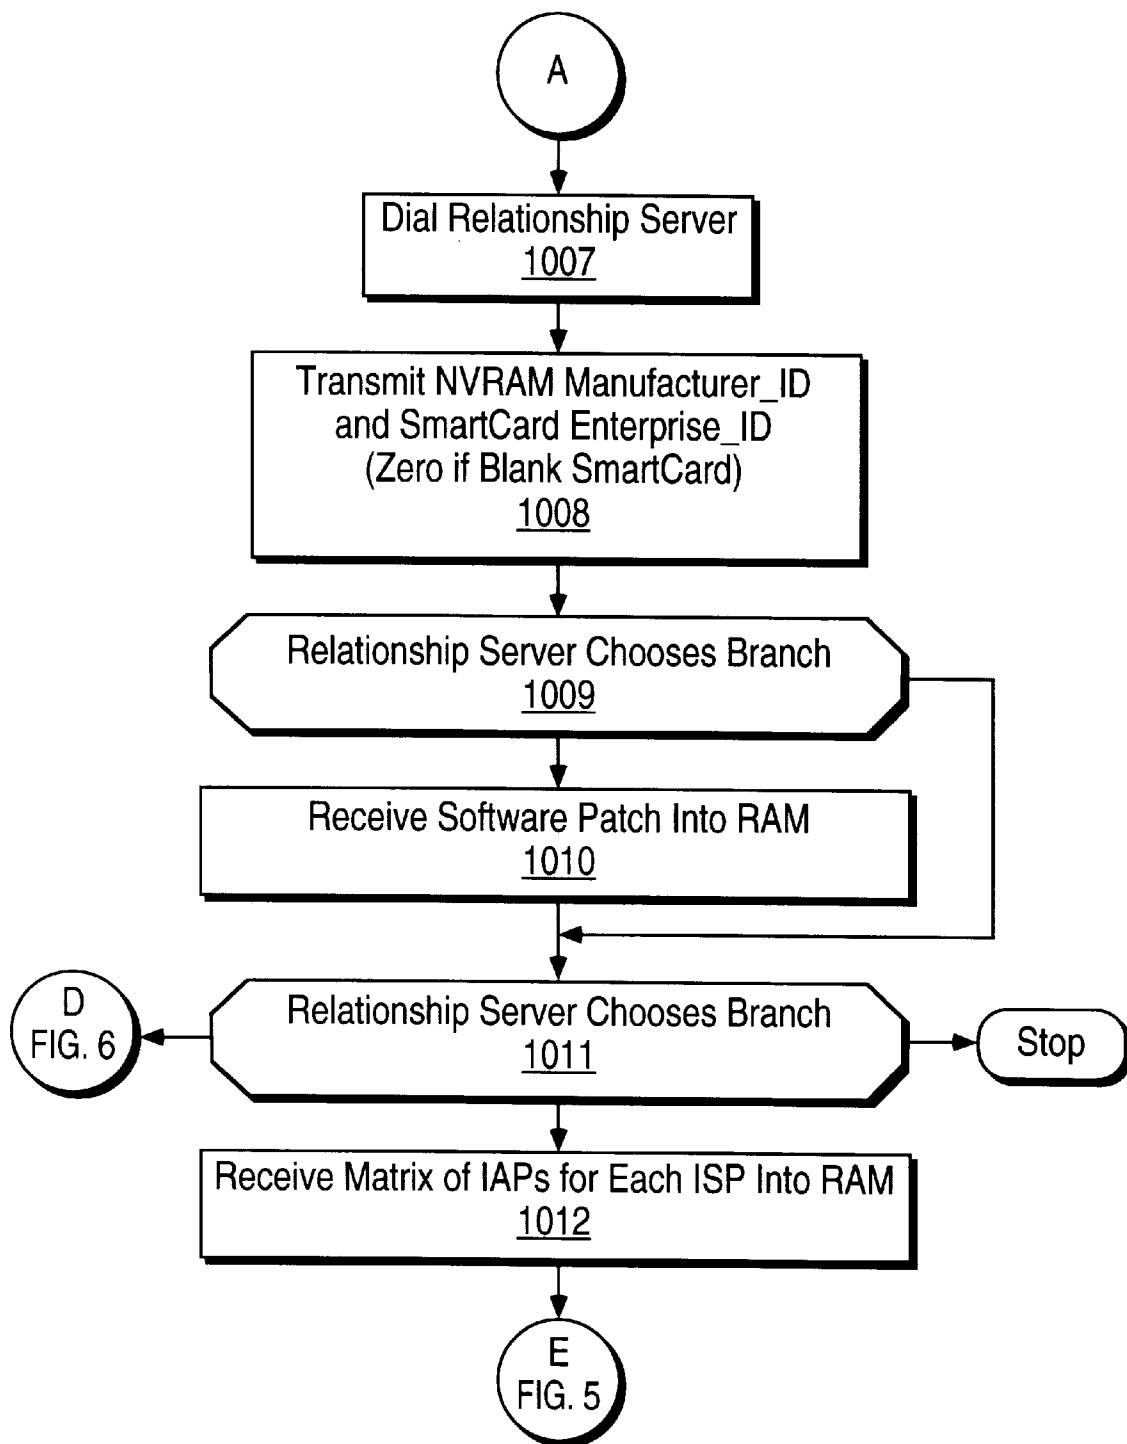 A
Dial Relationship Server
1007
Transmit NVRAM Manufacturer_ID
and SmartCard Enterprise_ID
(Zero if Blank SmartCard)
1008
Relationship Server Chooses Branch
1009
Receive Software Patch Into RAM
1010
D
FIG. 6
Relationship Server Chooses Branch
1011
Stop
Receive Matrix of IAPs for Each ISP Into RAM
1012
E
FIG. 5